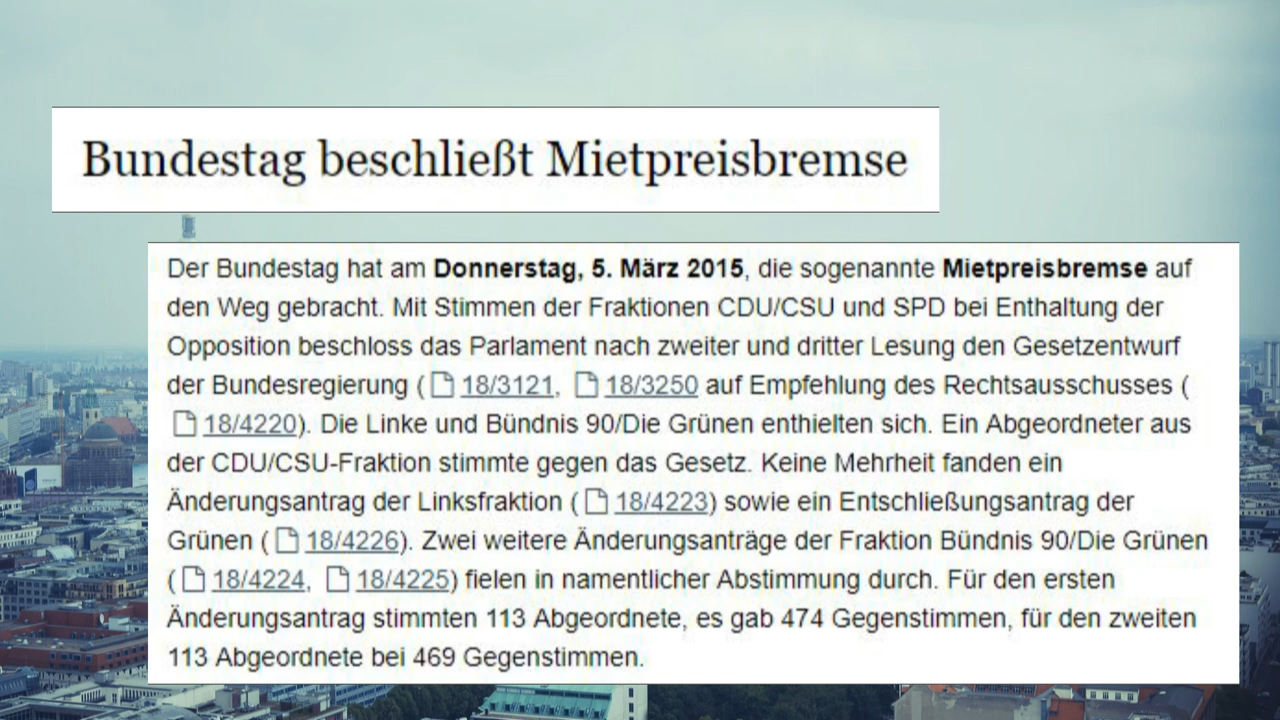 Bundestag beschließt Mietpreisbremse
Der Bundestag hat am Donnerstag, 5. März 2015, die sogenannte Mietpreisbremse auf
den Weg gebracht. Mit Stimmen der Fraktionen CDU/CSU und SPD bei Enthaltung der
Opposition beschloss das Parlament nach zweiter und dritter Lesung den Gesetzentwurf
der Bundesregierung ( 18/3121, 18/3250 auf Empfehlung des Rechtsausschusses (
18/4220). Die Linke und Bündnis 90/Die Grünen enthielten sich. Ein Abgeordneter aus
der CDU/CSU-Fraktion stimmte gegen das Gesetz. Keine Mehrheit fanden ein
Änderungsantrag der Linksfraktion ( 18/4223) sowie ein Entschließungsantrag der
Grünen ( 18/4226). Zwei weitere Änderungsanträge der Fraktion Bündnis 90/Die Grünen
( 18/4224, 18/4225) fielen in namentlicher Abstimmung durch. Für den ersten
Änderungsantrag stimmten 113 Abgeordnete, es gab 474 Gegenstimmen, für den zweiten
113 Abgeordnete bei 469 Gegenstimmen.